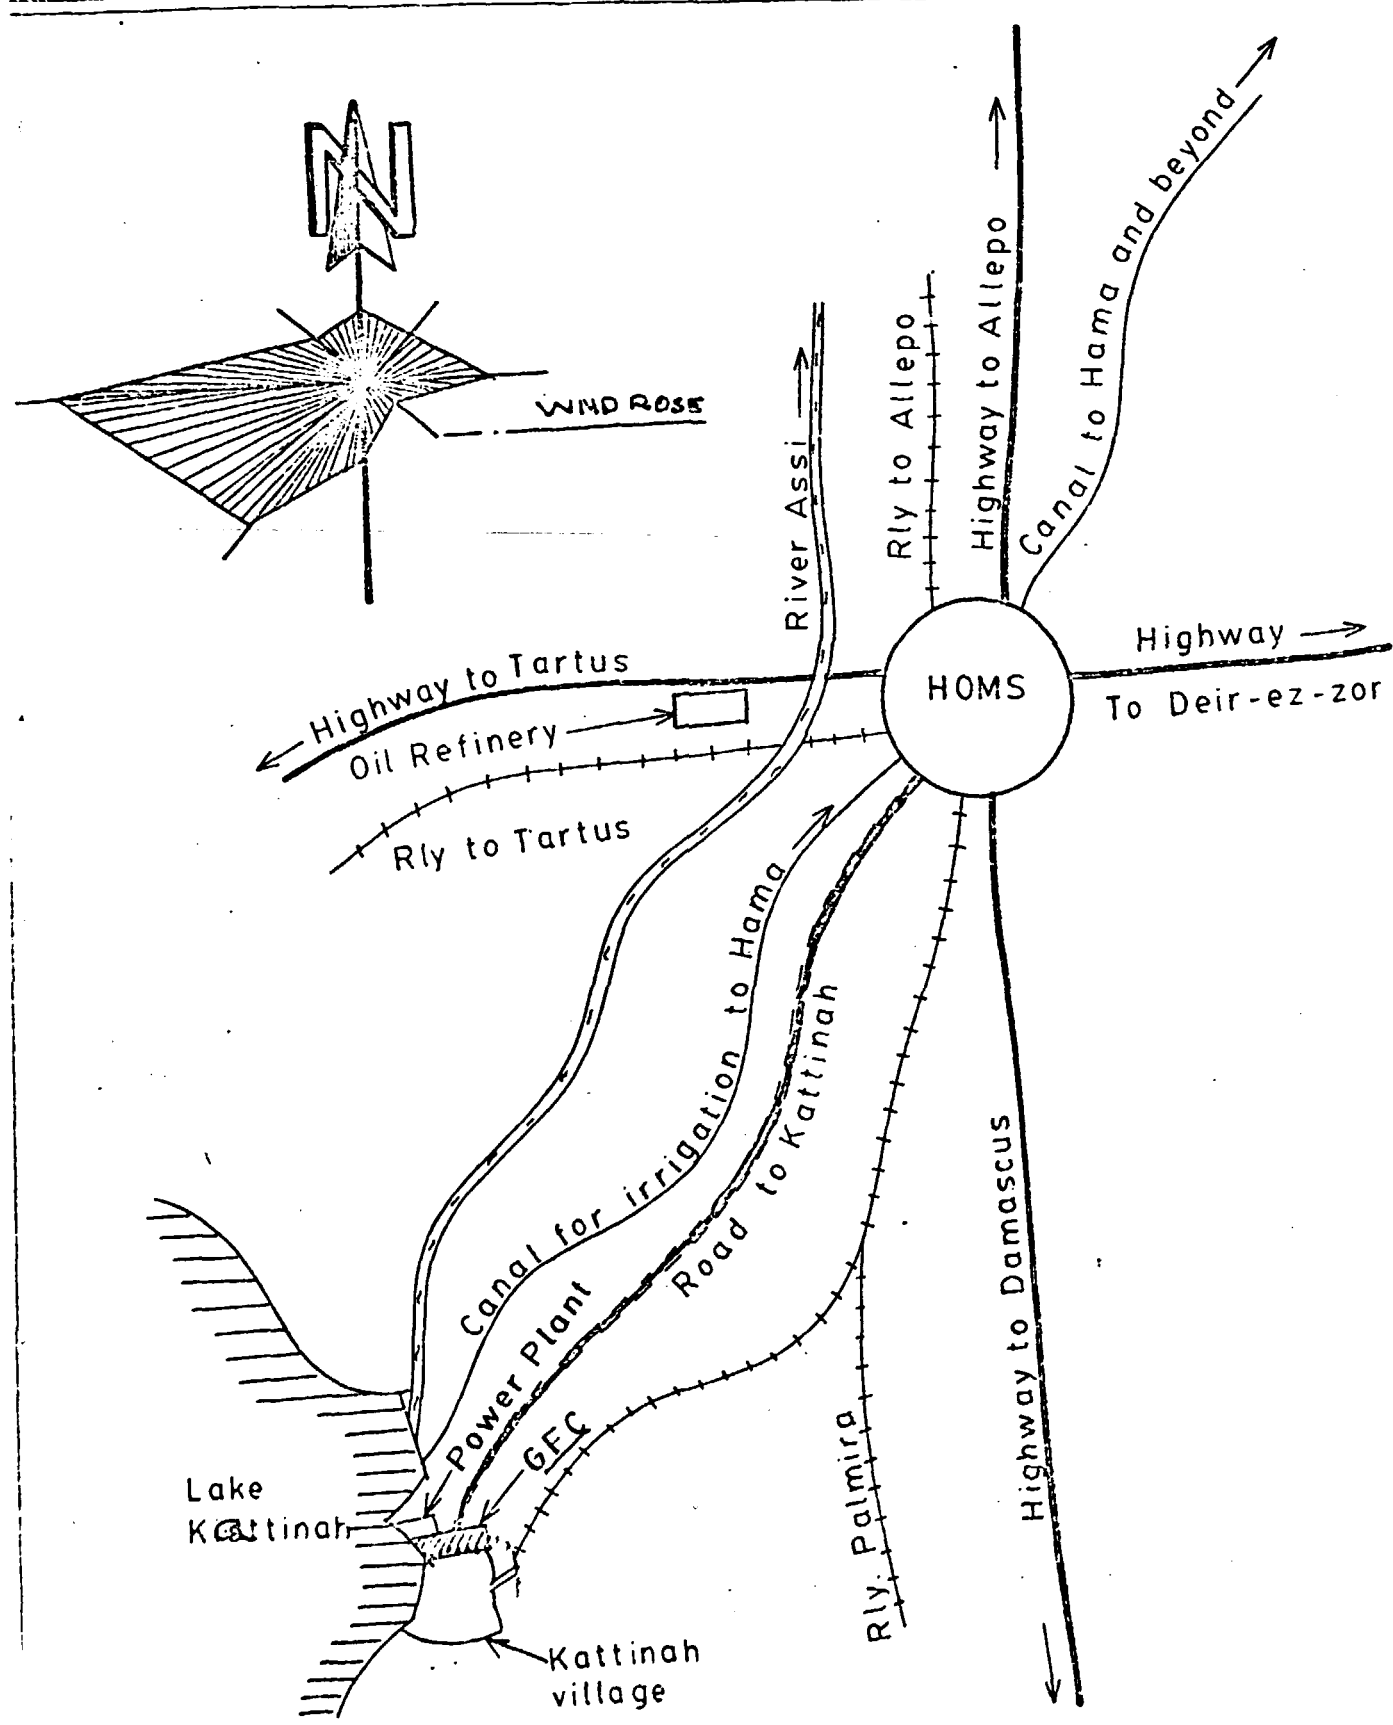 N
WIND ROSE
River Assi
Rly to Allepo
Highway to Allepo
Canal to Hama and beyond
Highway to Tartus
Oil Refinery
Rly to Tartus
HOMS
Highway
To Deir-ez-zor
Canal for irrigation to Hama
Road to Kattinah
Power Plant
GFC
Lake
Kattinah
Rly. Palmira
Highway to Damascus
Kattinah
village